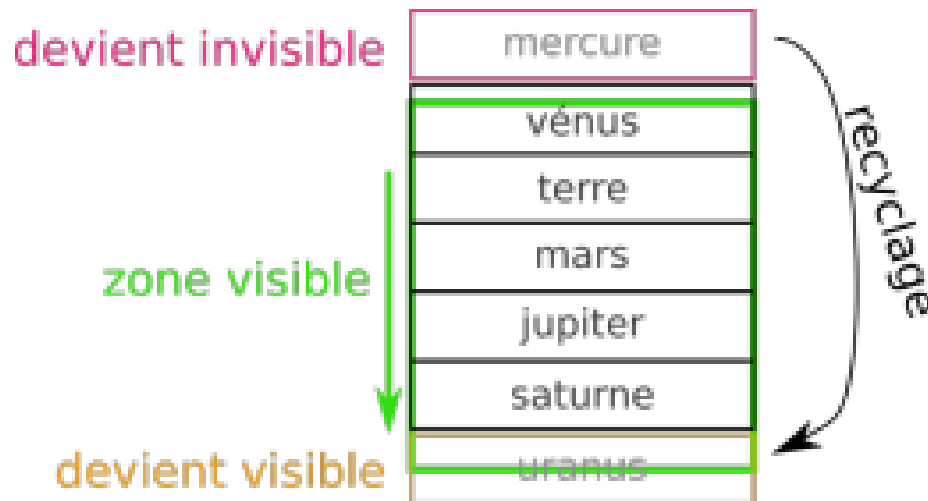 devient invisible
mercure
vénus
terre
mars
zone visible
jupiter
saturne
devient visible
uranus
recyclage